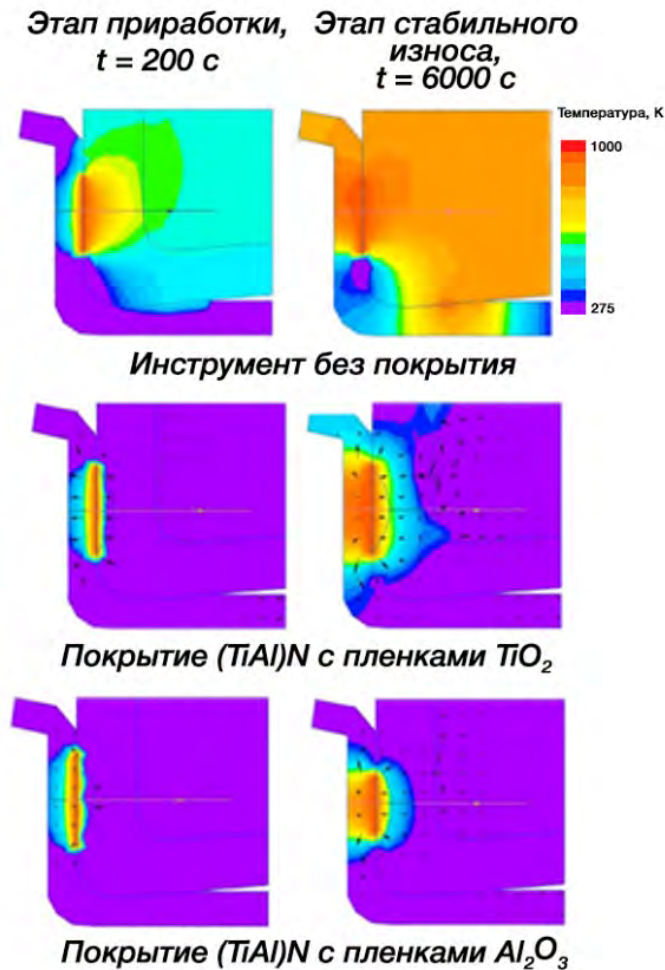 Этап приработки,
t = 200 с
Этап стабильного
износа,
t = 6000 с
Температура, К
1000
275
Инструмент без покрытия
Покрытие (TiAl)N с пленками TiO₂
Покрытие (TiAl)N с пленками Al₂O₃